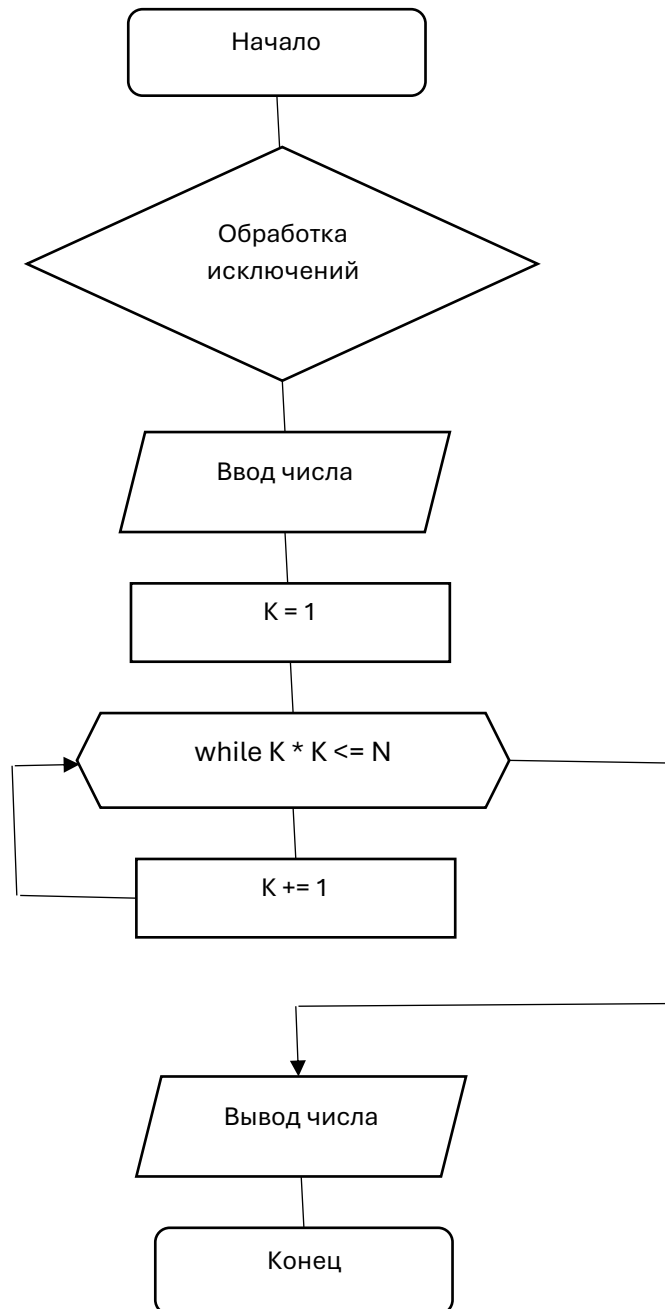 Начало
Обработка
исключений
Ввод числа
K = 1
while K * K <= N
K += 1
Вывод числа
Конец